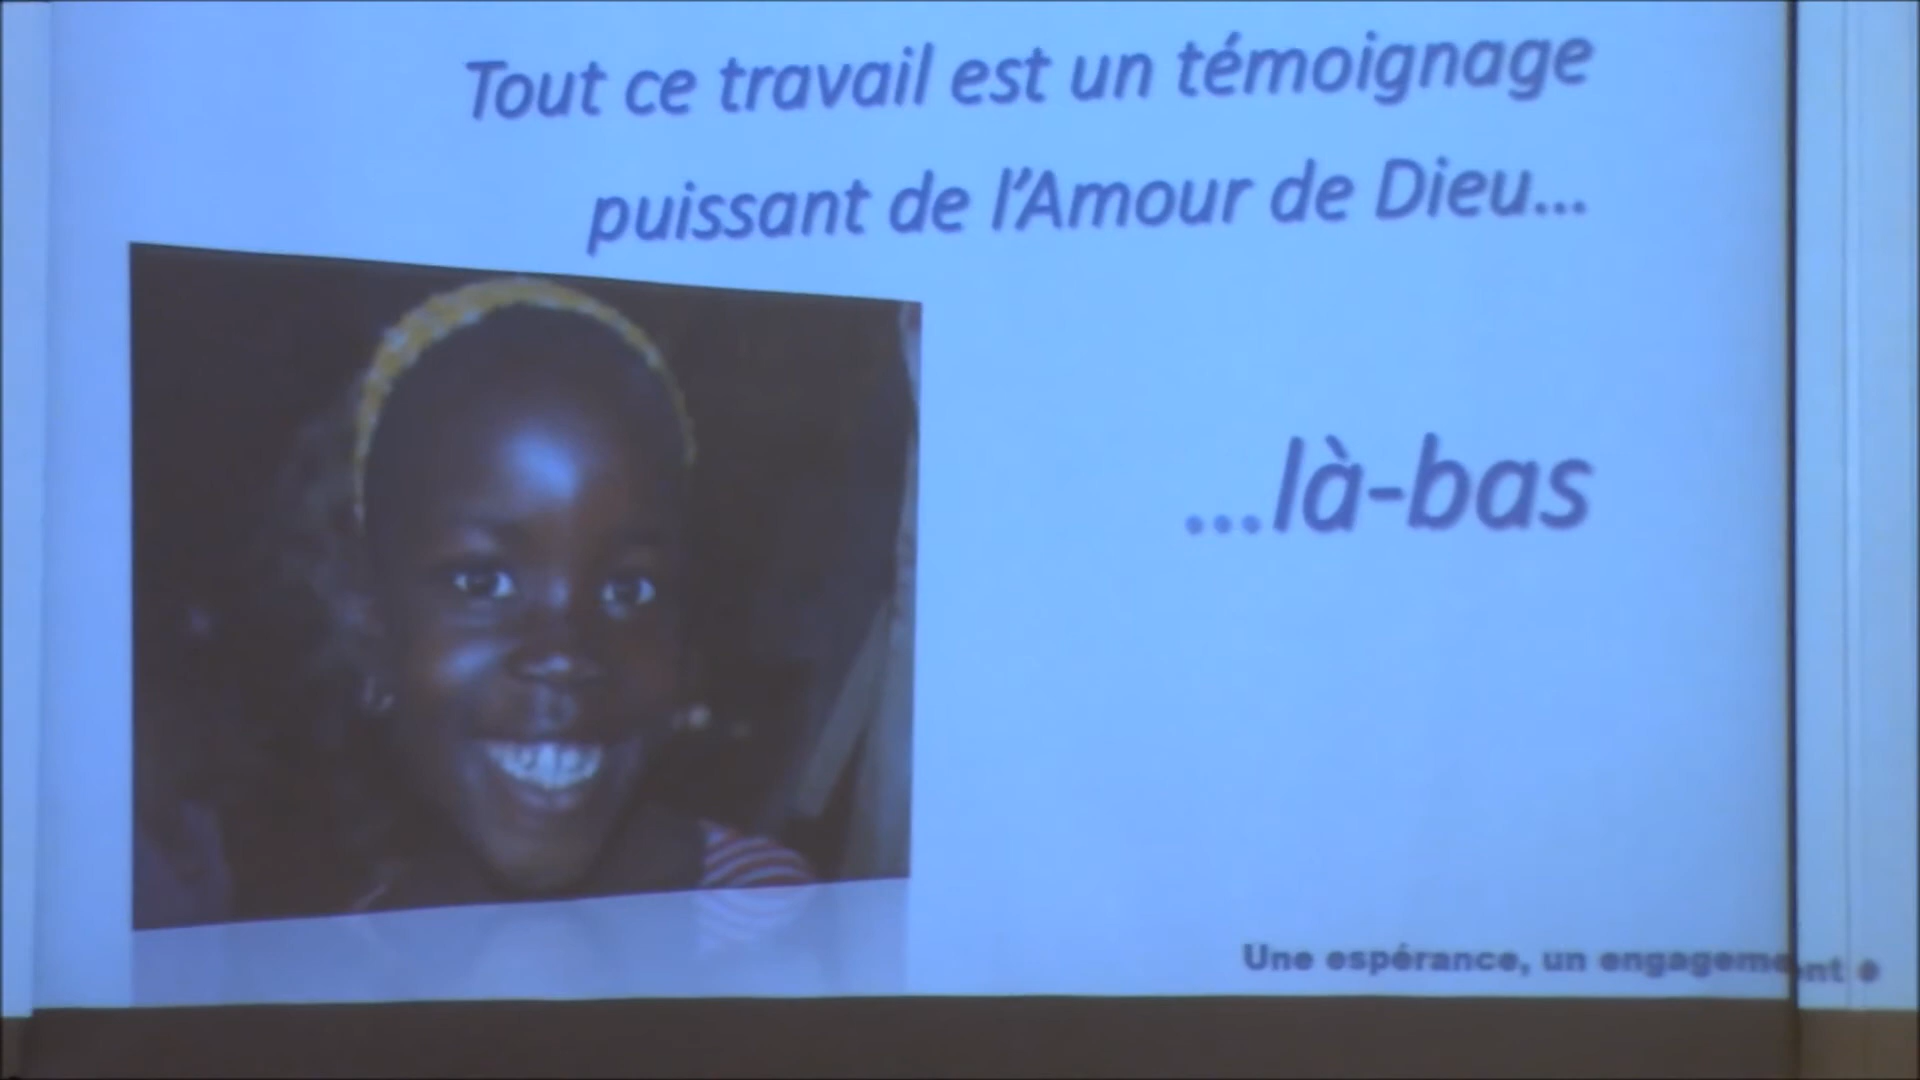 Tout ce travail est un témoignage
puissant de l'Amour de Dieu...
...là-bas
Une espérance, un engagement